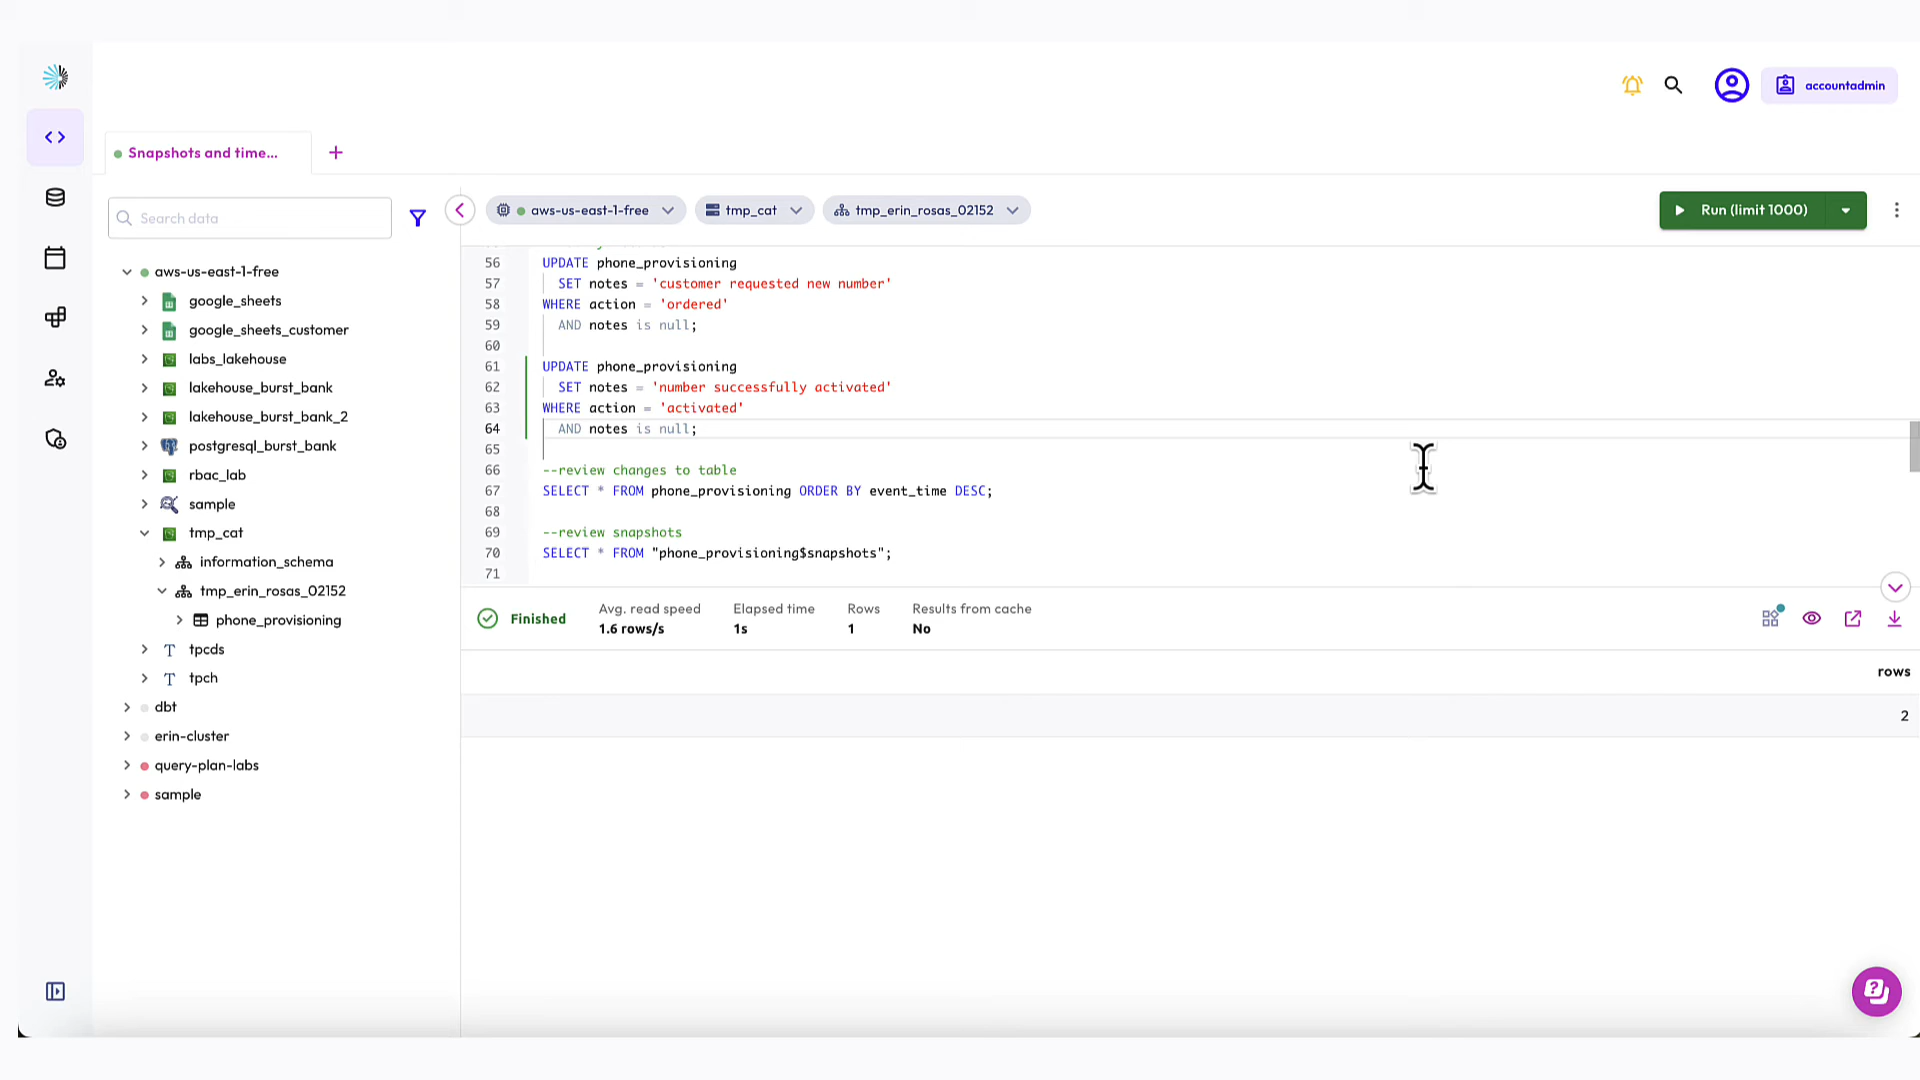 accountadmin
Snapshots and time...
Search data
aws-us-east-1-free
tmp_cat
tmp_erin_rosas_02152
Run (limit 1000)
aws-us-east-1-free
google_sheets
google_sheets_customer
labs_lakehouse
lakehouse_burst_bank
lakehouse_burst_bank_2
postgresql_burst_bank
rbac_lab
sample
tmp_cat
information_schema
tmp_erin_rosas_02152
phone_provisioning
tpcds
tpch
dbt
erin-cluster
query-plan-labs
sample
56 UPDATE phone_provisioning
57 SET notes = 'customer requested new number'
58 WHERE action = 'ordered'
59 AND notes is null;
60
61 UPDATE phone_provisioning
62 SET notes = 'number successfully activated'
63 WHERE action = 'activated'
64 AND notes is null;
65
66 --review changes to table
67 SELECT * FROM phone_provisioning ORDER BY event_time DESC;
68
69 --review snapshots
70 SELECT * FROM "phone_provisioning$snapshots";
71
Finished
Avg. read speed Elapsed time Rows Results from cache
1.6 rows/s 1s 1 No
rows
2